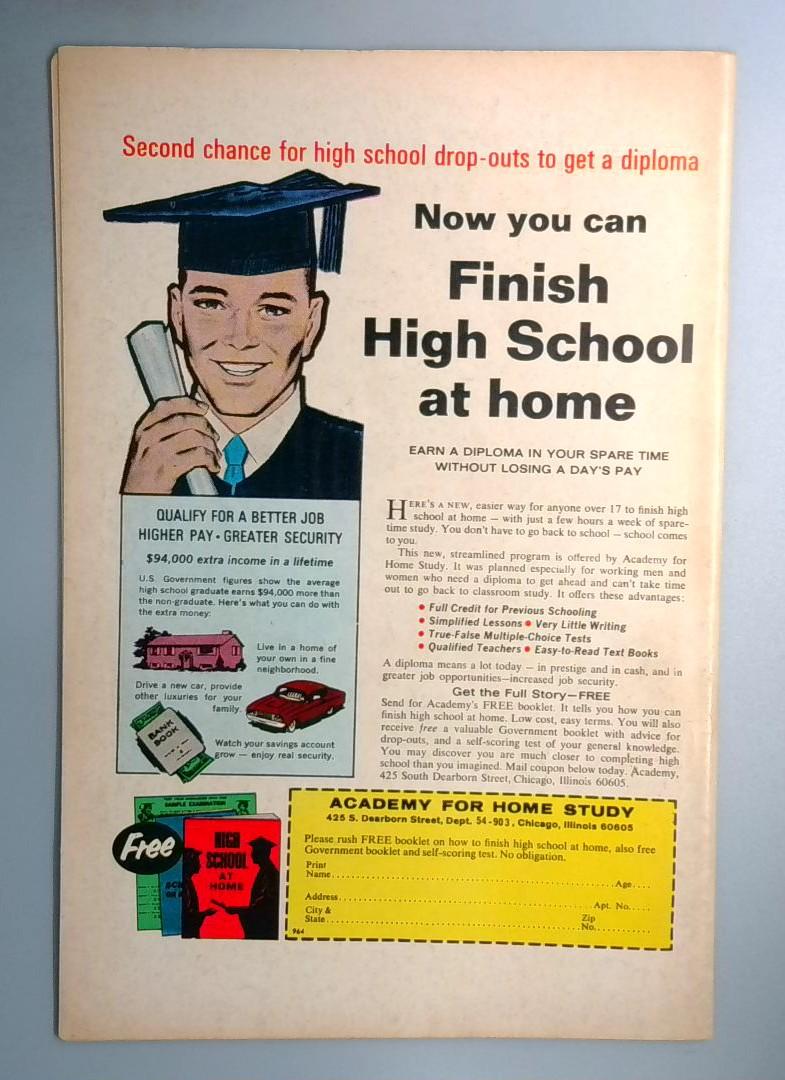 Second chance for high school drop-outs to get a diploma
Now you can
Finish
High School
at home
EARN A DIPLOMA IN YOUR SPARE TIME
WITHOUT LOSING A DAY'S PAY
QUALIFY FOR A BETTER JOB
HIGHER PAY • GREATER SECURITY
$94,000 extra income in a lifetime
U.S. Government figures show the average
high school graduate earns $94,000 more than
the non-graduate. Here's what you can do with
the extra money:
Live in a home of
your own in a fine
neighborhood.
Drive a new car, provide
other luxuries for your
family.
BANK
BOOK
Watch your savings account
grow — enjoy real security.
HERE'S A NEW, easier way for anyone over 17 to finish high
school at home — with just a few hours a week of spare-
time study. You don't have to go back to school — school comes
to you.
This new, streamlined program is offered by Academy for
Home Study. It was planned especially for working men and
women who need a diploma to get ahead and can't take time
out to go back to classroom study. It offers these advantages:
• Full Credit for Previous Schooling
• Simplified Lessons • Very Little Writing
• True-False Multiple-Choice Tests
• Qualified Teachers • Easy-to-Read Text Books
A diploma means a lot today — in prestige and in cash, and in
greater job opportunities—increased job security.
Get the Full Story—FREE
Send for Academy's FREE booklet. It tells you how you can
finish high school at home. Low cost, easy terms. You will also
receive free a valuable Government booklet with advice for
drop-outs, and a self-scoring test of your general knowledge.
You may discover you are much closer to completing high
school than you imagined. Mail coupon below today. Academy,
425 South Dearborn Street, Chicago, Illinois 60605.
SAMPLE EXAMINATION
Free
HIGH
SCHOOL
AT
HOME
ACADEMY FOR HOME STUDY
425 S. Dearborn Street, Dept. 54-903, Chicago, Illinois 60605
Please rush FREE booklet on how to finish high school at home, also free
Government booklet and self-scoring test. No obligation.
Print
Name..........Age....
Address..........Apt. No.....
City &
State..........Zip No..........
964